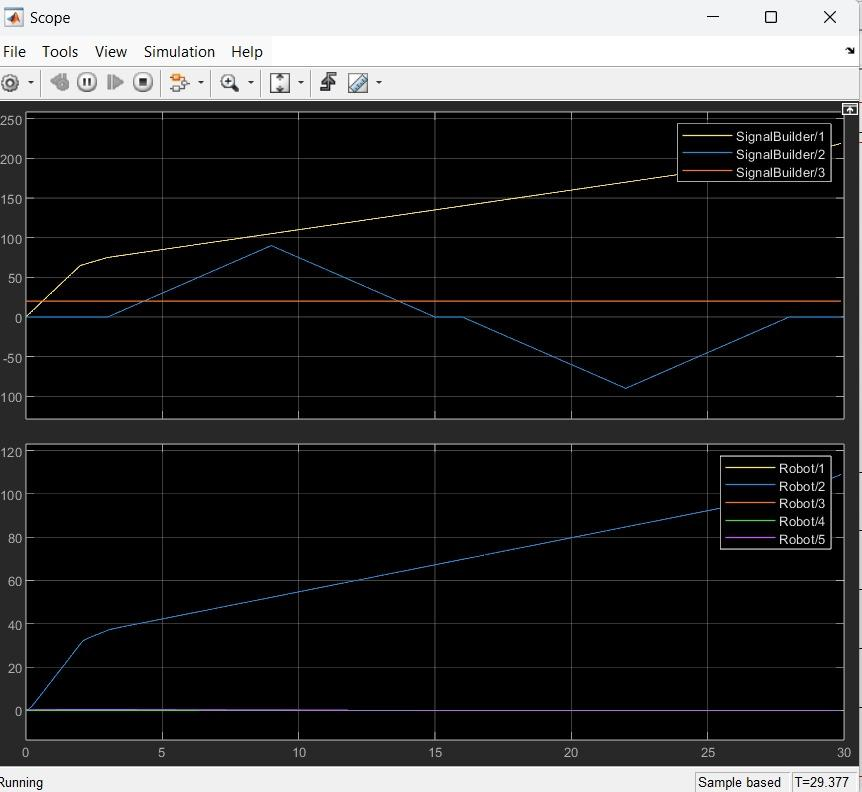 Scope
File Tools View Simulation Help
250
200
150
100
50
0
-50
100
SignalBuilder/1
SignalBuilder/2
SignalBuilder/3
120
100
80
60
40
20
0
Robot/1
Robot/2
Robot/3
Robot/4
Robot/5
0 5 10 15 20 25 30
Running Sample based T=29.377